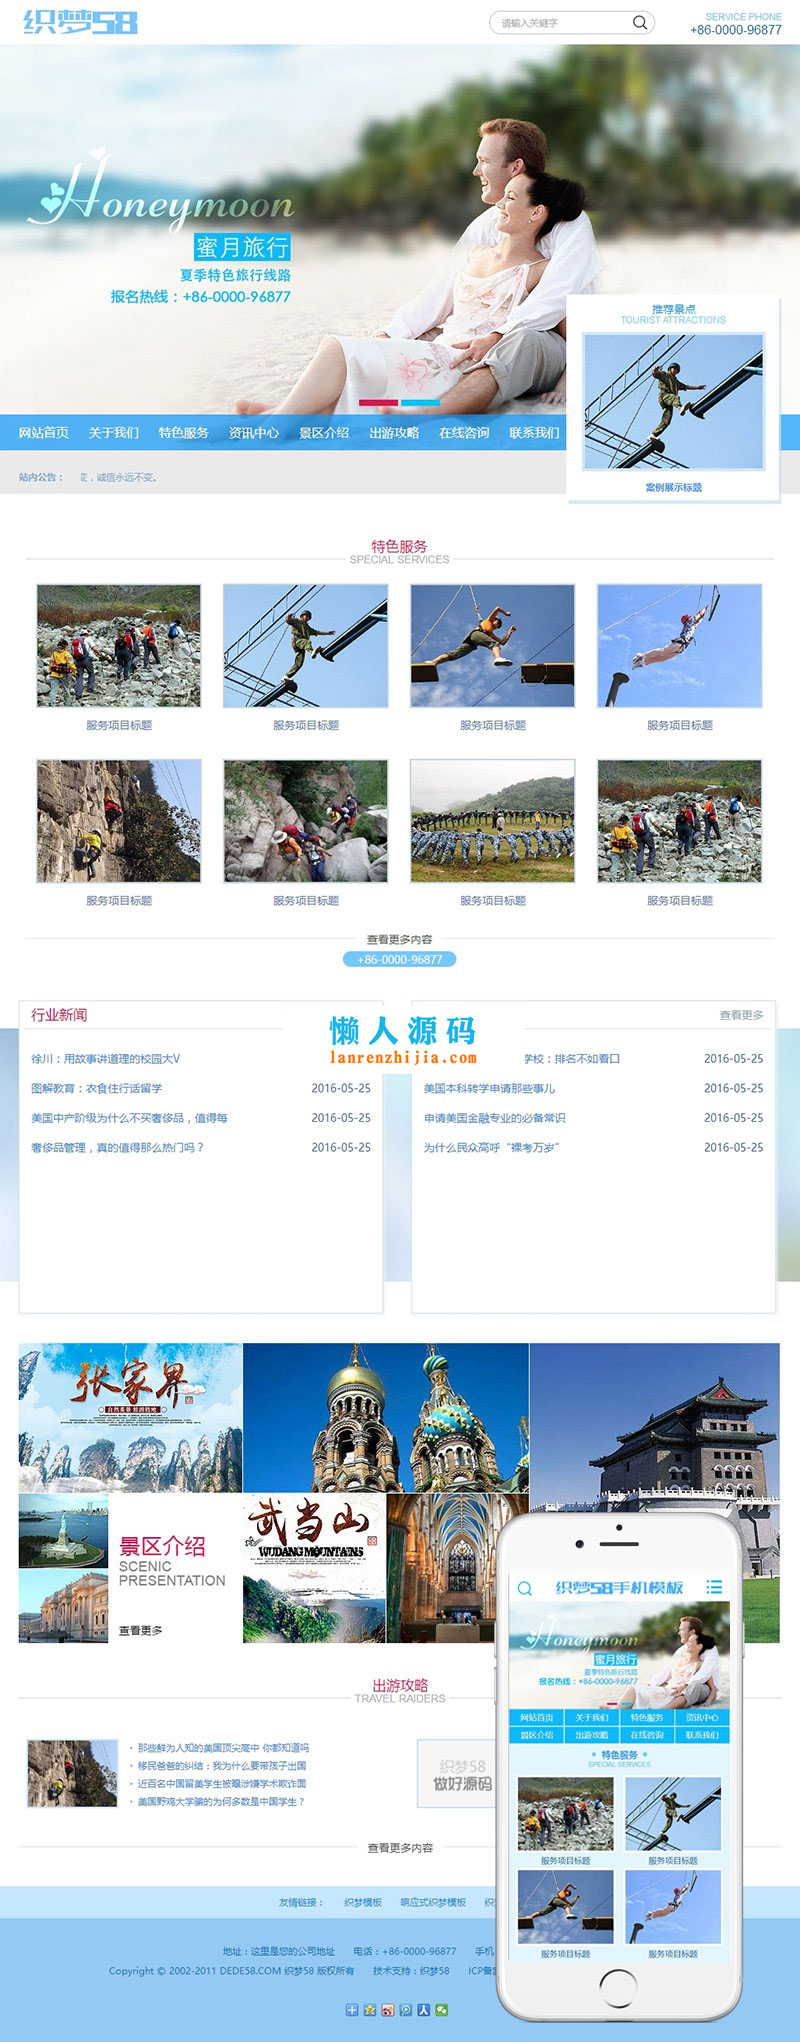 织梦58
请输入关键字
SERVICE PHONE
+86-0000-96877
Honeymoon
蜜月旅行
夏季特色旅行线路
报名热线：+86-0000-96877
推荐景点
TOURIST ATTRACTIONS
案例展示标题
网站首页 关于我们 特色服务 资讯中心 景区介绍 出游攻略 在线咨询 联系我们
站内公告： 变，诚信永远不变。
特色服务
SPECIAL SERVICES
服务项目标题 服务项目标题 服务项目标题 服务项目标题
服务项目标题 服务项目标题 服务项目标题 服务项目标题
查看更多内容
+86-0000-96877
行业新闻
徐川：用故事讲道理的校园大V
图解教育：衣食住行话留学 2016-05-25
美国中产阶级为什么不买奢侈品，值得每 2016-05-25
奢侈品管理，真的值得那么热门吗？ 2016-05-25
懒人源码
lanrenzhijia.com
查看更多
学校：排名不如看口 2016-05-25
美国本科转学申请那些事儿 2016-05-25
申请美国金融专业的必备常识 2016-05-25
为什么民众高呼“裸考万岁” 2016-05-25
张家界
自然美景 旅游胜地
景区介绍
SCENIC
PRESENTATION
查看更多
武当山
WUDANG MOUNTAINS
出游攻略
TRAVEL RAIDERS
那些鲜为人知的美国顶尖高中 你都知道吗
移民爸爸的纠结：我为什么要带孩子出国
近百名中国留美学生被曝涉嫌学术欺诈面
美国野鸡大学骗的为何多数是中国学生？
织梦58
做好源码
查看更多内容
友情链接： 织梦模板 响应式织梦模板 织
地址：这里是您的公司地址 电话：+86-0000-96877 手机
Copyright © 2002-2011 DEDE58.COM 织梦58 版权所有 技术支持：织梦58 ICP备
织梦58手机模板
Honeymoon
蜜月旅行
夏季特色旅行线路
报名热线：+86-0000-96877
网站首页 关于我们 特色服务 资讯中心
景区介绍 出游攻略 在线咨询 联系我们
特色服务
SPECIAL SERVICES
服务项目标题 服务项目标题
服务项目标题 服务项目标题